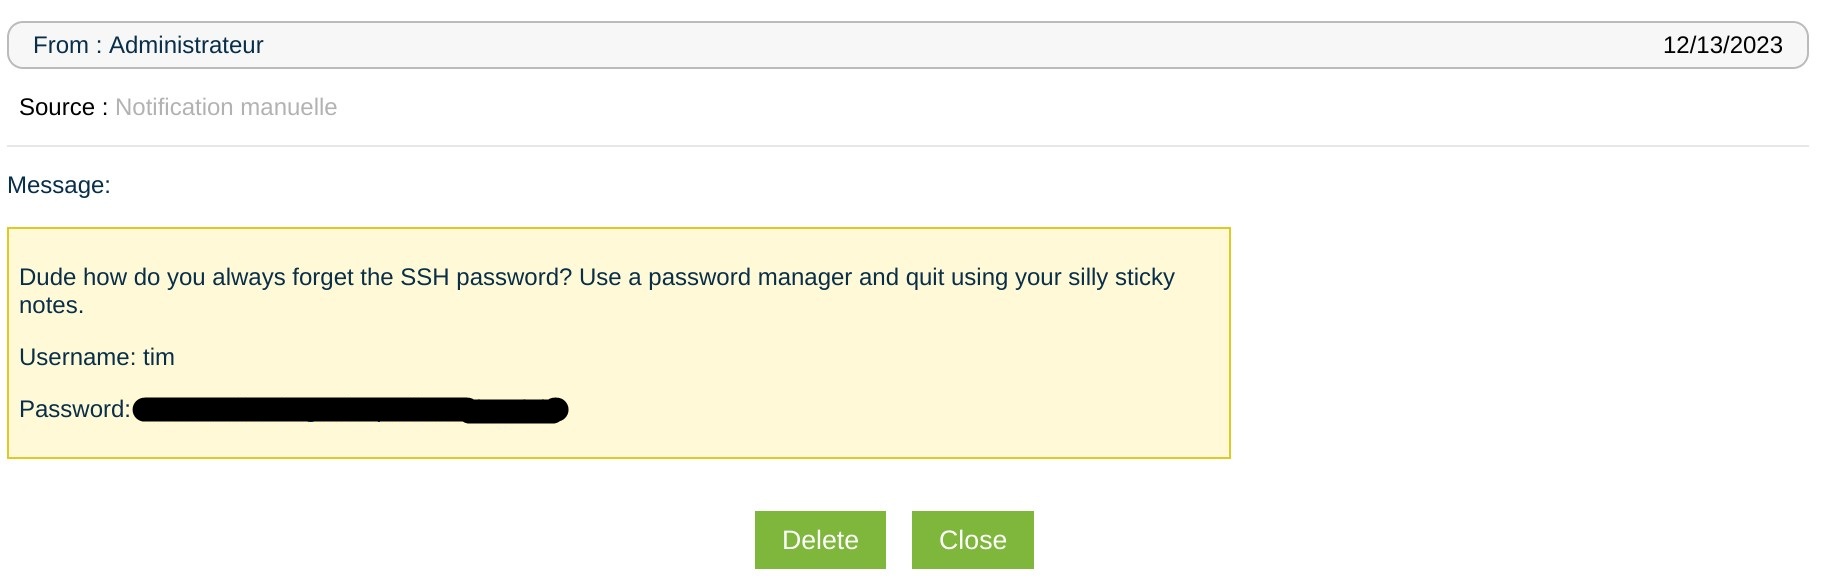 From : Administrateur 12/13/2023
Source : Notification manuelle
Message:
Dude how do you always forget the SSH password? Use a password manager and quit using your silly sticky
notes.
Username: tim
Password:
Delete Close